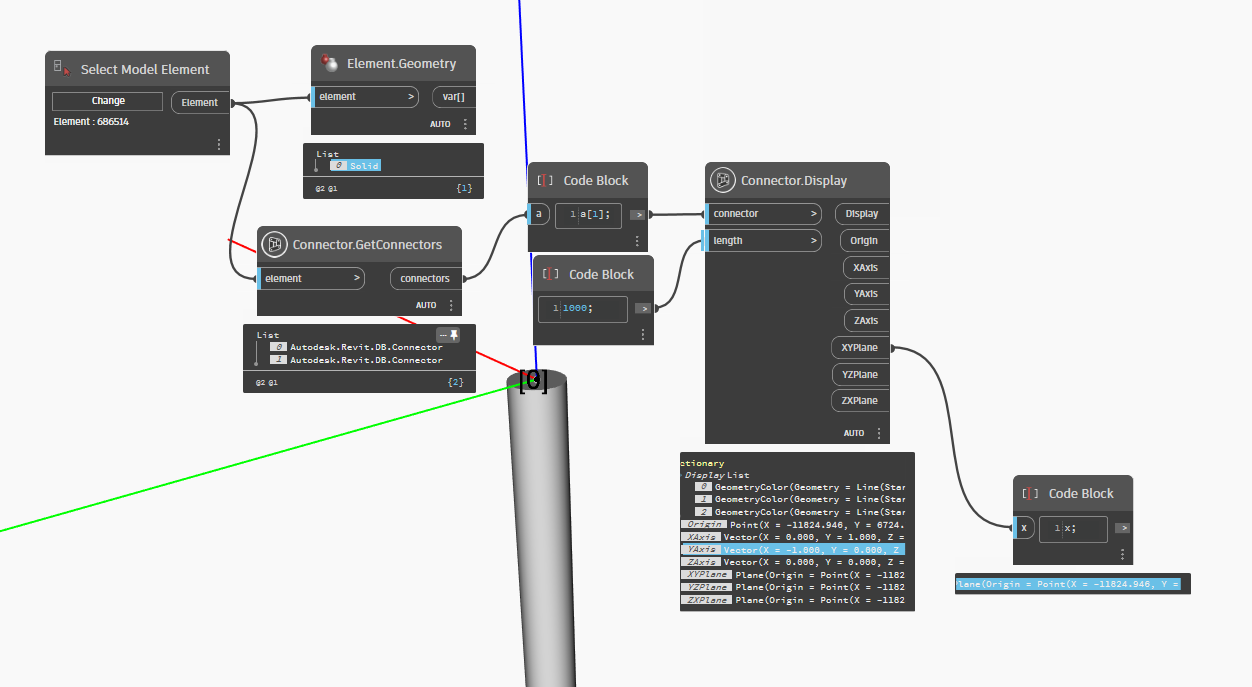 Select Model Element
Change
Element
Element : 686514
Element.Geometry
element >
var[]
AUTO
List
0 Solid
@2 @1 {1}
Connector.GetConnectors
element >
connectors
AUTO
List
0 Autodesk.Revit.DB.Connector
1 Autodesk.Revit.DB.Connector
@2 @1 {2}
Code Block
a
1 a[1];
>
Code Block
1 1000;
>
[0]
Connector.Display
connector >
length >
Display
Origin
XAxis
YAxis
ZAxis
XYPlane
YZPlane
ZXPlane
AUTO
ctionary
Display List
0 GeometryColor(Geometry = Line(Star
1 GeometryColor(Geometry = Line(Star
2 GeometryColor(Geometry = Line(Star
Origin Point(X = -11824.946, Y = 6724.
XAxis Vector(X = 0.000, Y = 1.000, Z =
YAxis Vector(X = -1.000, Y = 0.000, Z
ZAxis Vector(X = 0.000, Y = 0.000, Z =
XYPlane Plane(Origin = Point(X = -1182
YZPlane Plane(Origin = Point(X = -1182
ZXPlane Plane(Origin = Point(X = -1182
Code Block
x
1 x;
>
Plane(Origin = Point(X = -11824.946, Y =